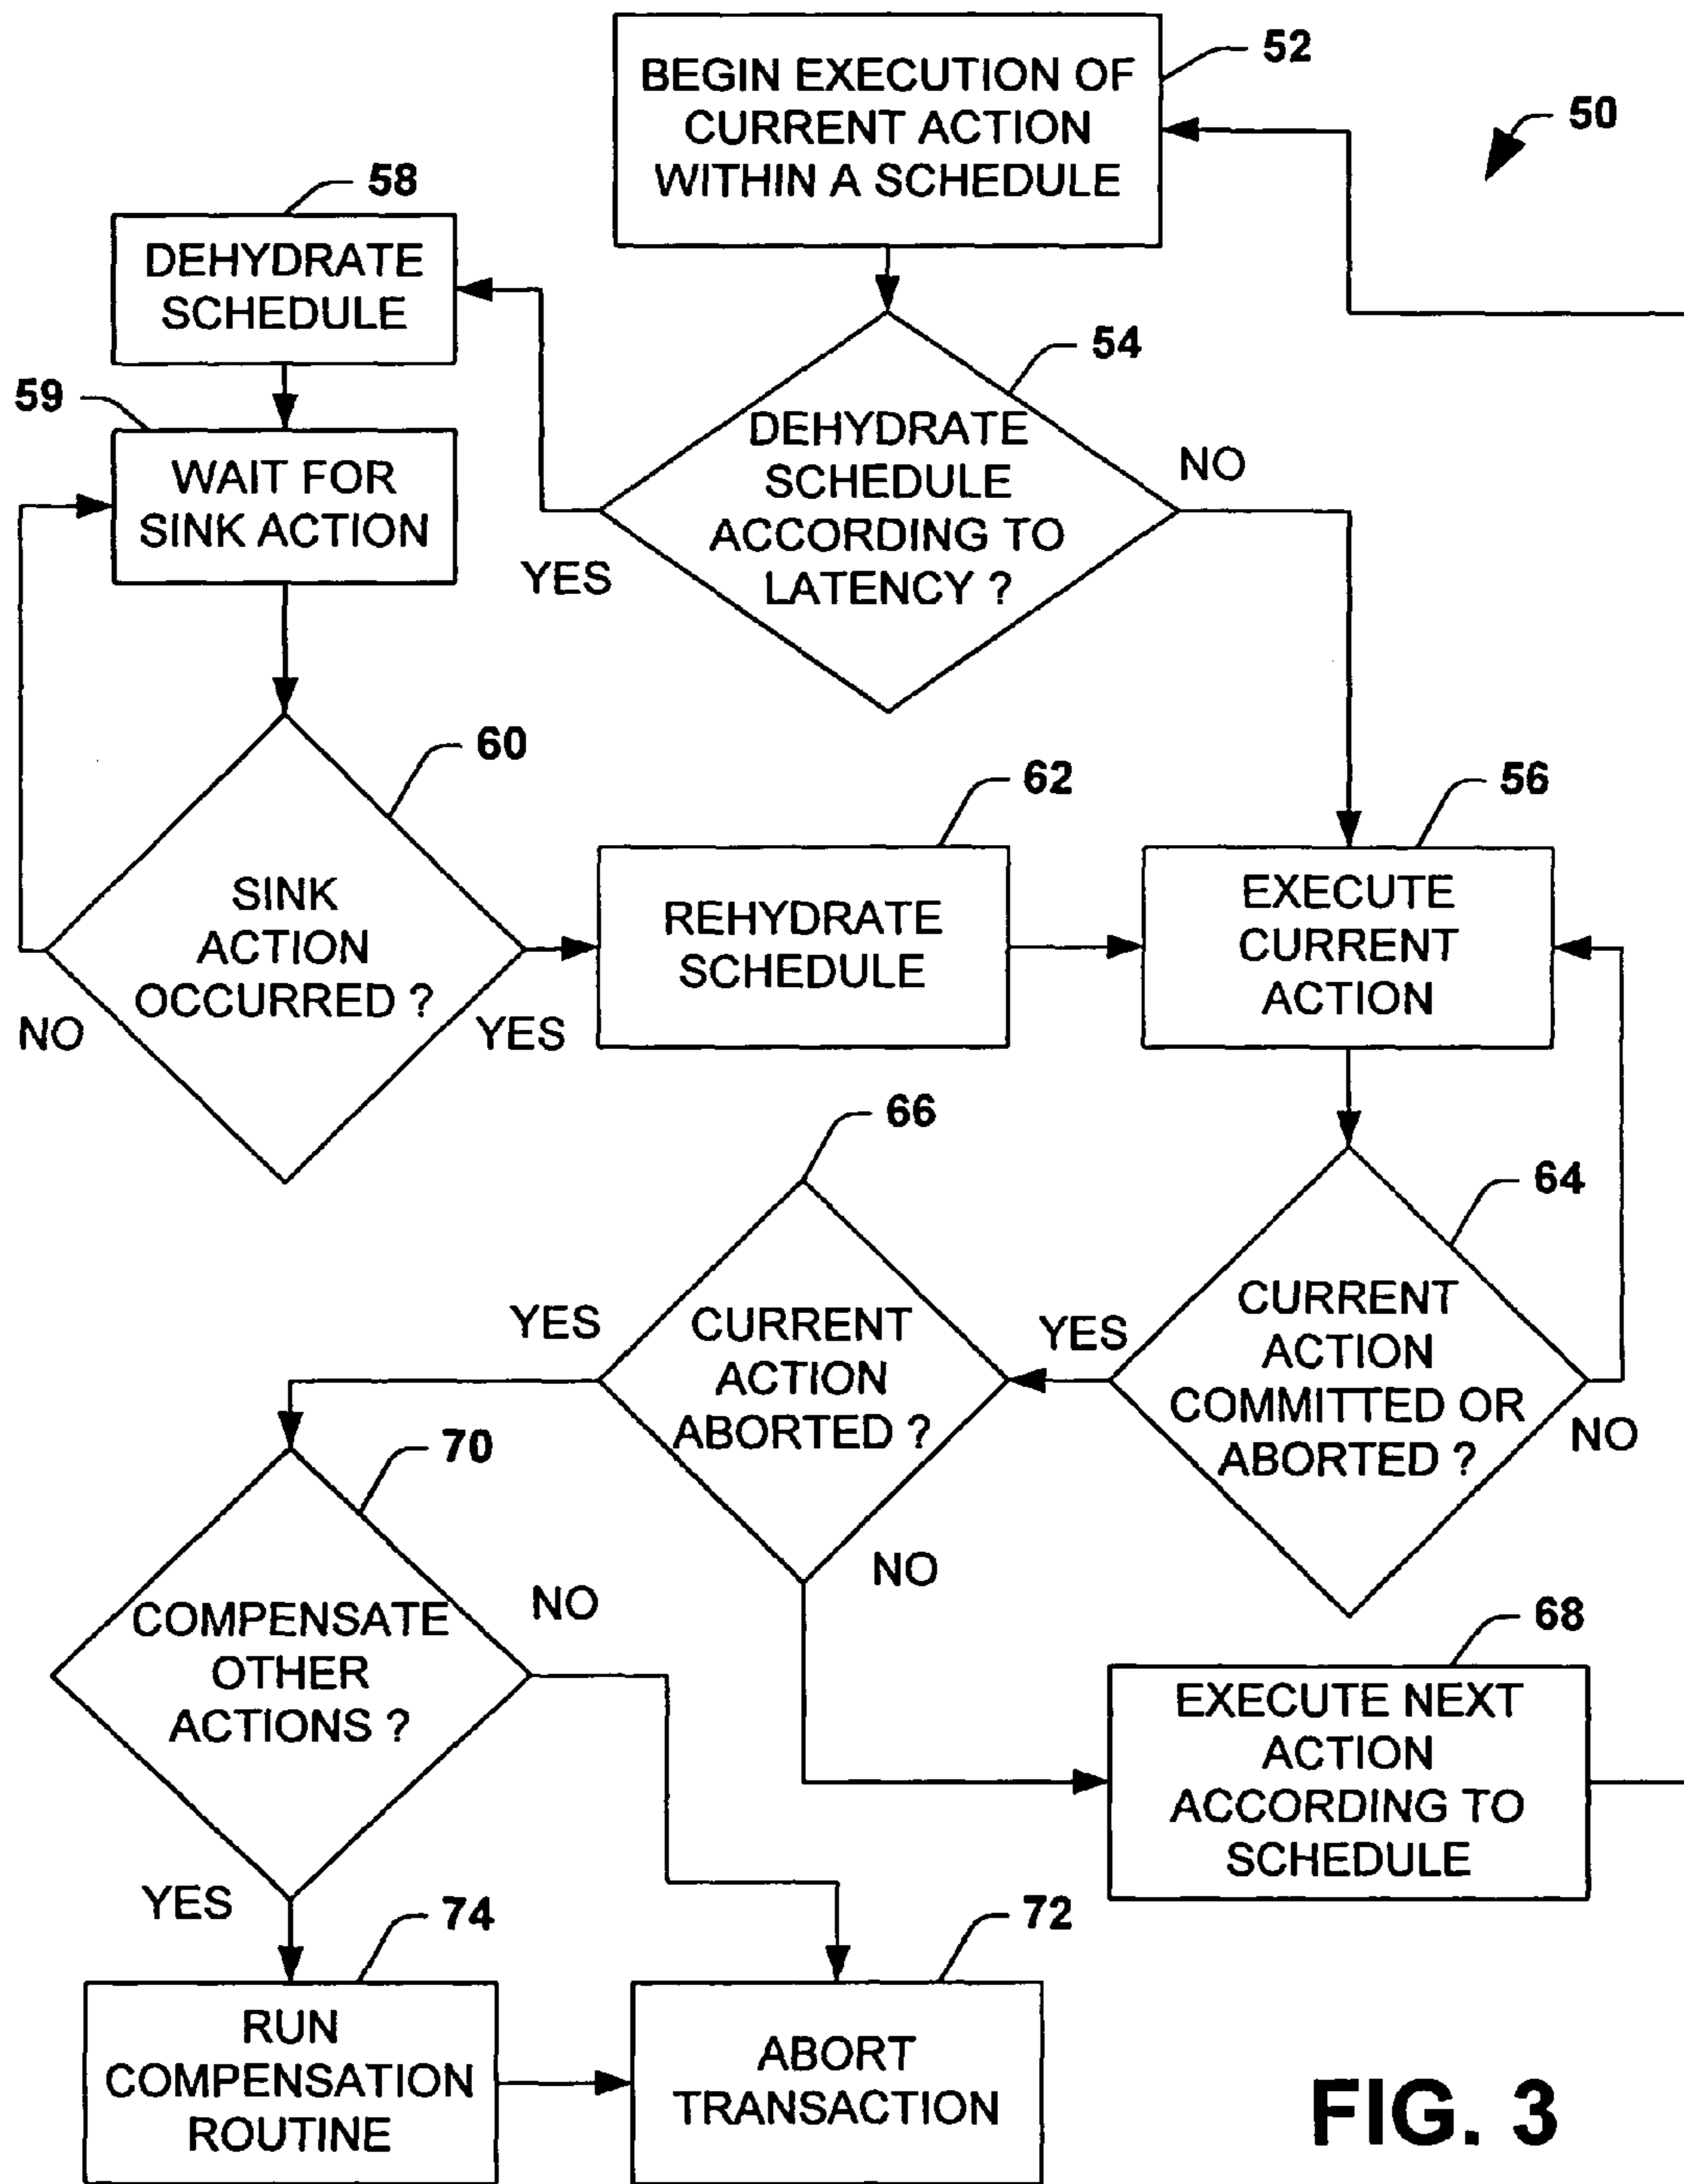 52
BEGIN EXECUTION OF
CURRENT ACTION
WITHIN A SCHEDULE
50
58
DEHYDRATE
SCHEDULE
54
DEHYDRATE
SCHEDULE
ACCORDING TO
LATENCY ?
NO
YES
59
WAIT FOR
SINK ACTION
60
SINK
ACTION
OCCURRED ?
NO
YES
62
REHYDRATE
SCHEDULE
56
EXECUTE
CURRENT
ACTION
64
CURRENT
ACTION
COMMITTED OR
ABORTED ?
YES
NO
66
CURRENT
ACTION
ABORTED ?
YES
NO
70
COMPENSATE
OTHER
ACTIONS ?
NO
YES
68
EXECUTE NEXT
ACTION
ACCORDING TO
SCHEDULE
74
RUN
COMPENSATION
ROUTINE
72
ABORT
TRANSACTION
FIG. 3